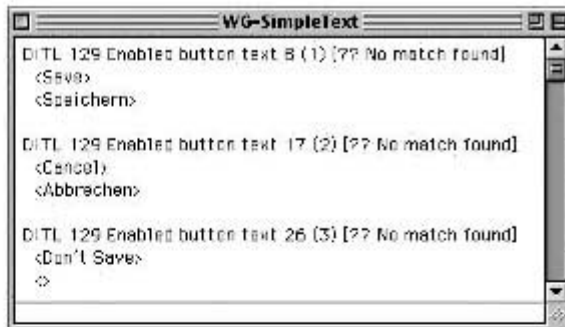 WG-SimpleText
DITL 129 Enabled button text 8 (1) [?? No match found]
<Save>
<Speichern>
DITL 129 Enabled button text 17 (2) [?? No match found]
<Cancel>
<Abbrechen>
DITL 129 Enabled button text 26 (3) [?? No match found]
<Don't Save>
<>